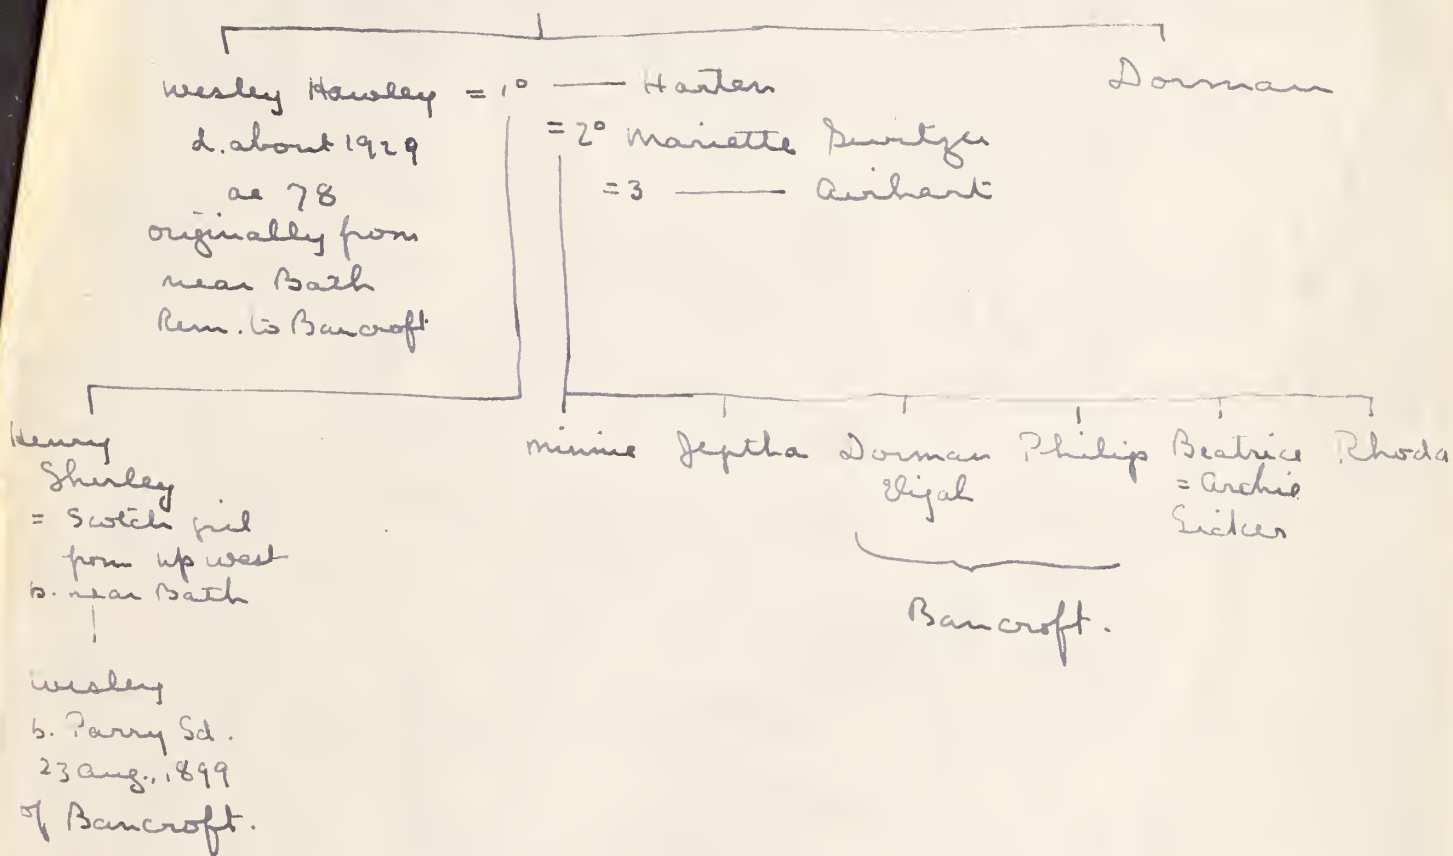 Wesley Hawley = 1° —— Harten
Dorman
d. about 1929
= 2° Mariette Switzer
ae 78
= 3 —— Airhart
originally from
near Bath
Rem. to Bancroft
Henry
Shirley
= Scotch girl
from up west
b. near Bath
Minnie Jeptha Dorman Philip Beatrice Rhoda
Elijah
= Archie
Bancroft.
Wesley
b. Parry Sd.
23 Aug., 1899
of Bancroft.